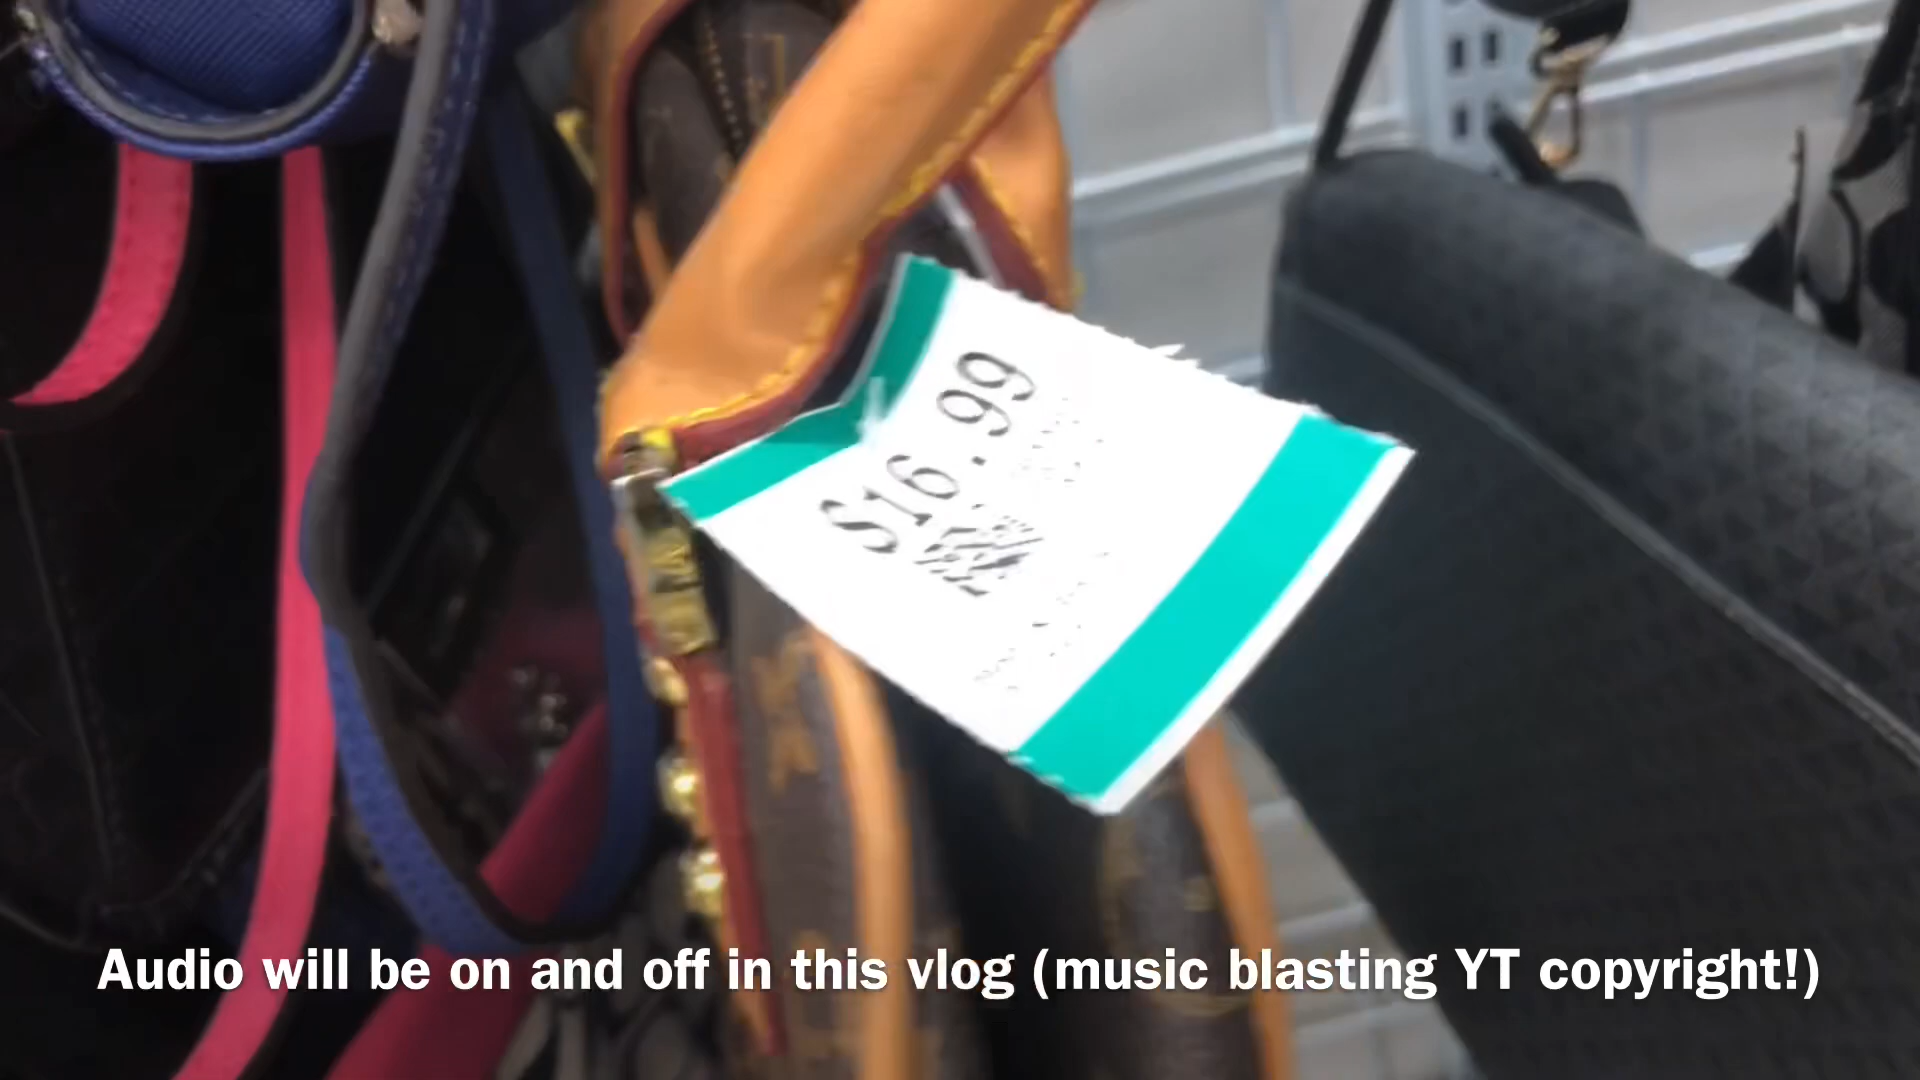 $16.99
Audio will be on and off in this vlog (music blasting YT copyright!)